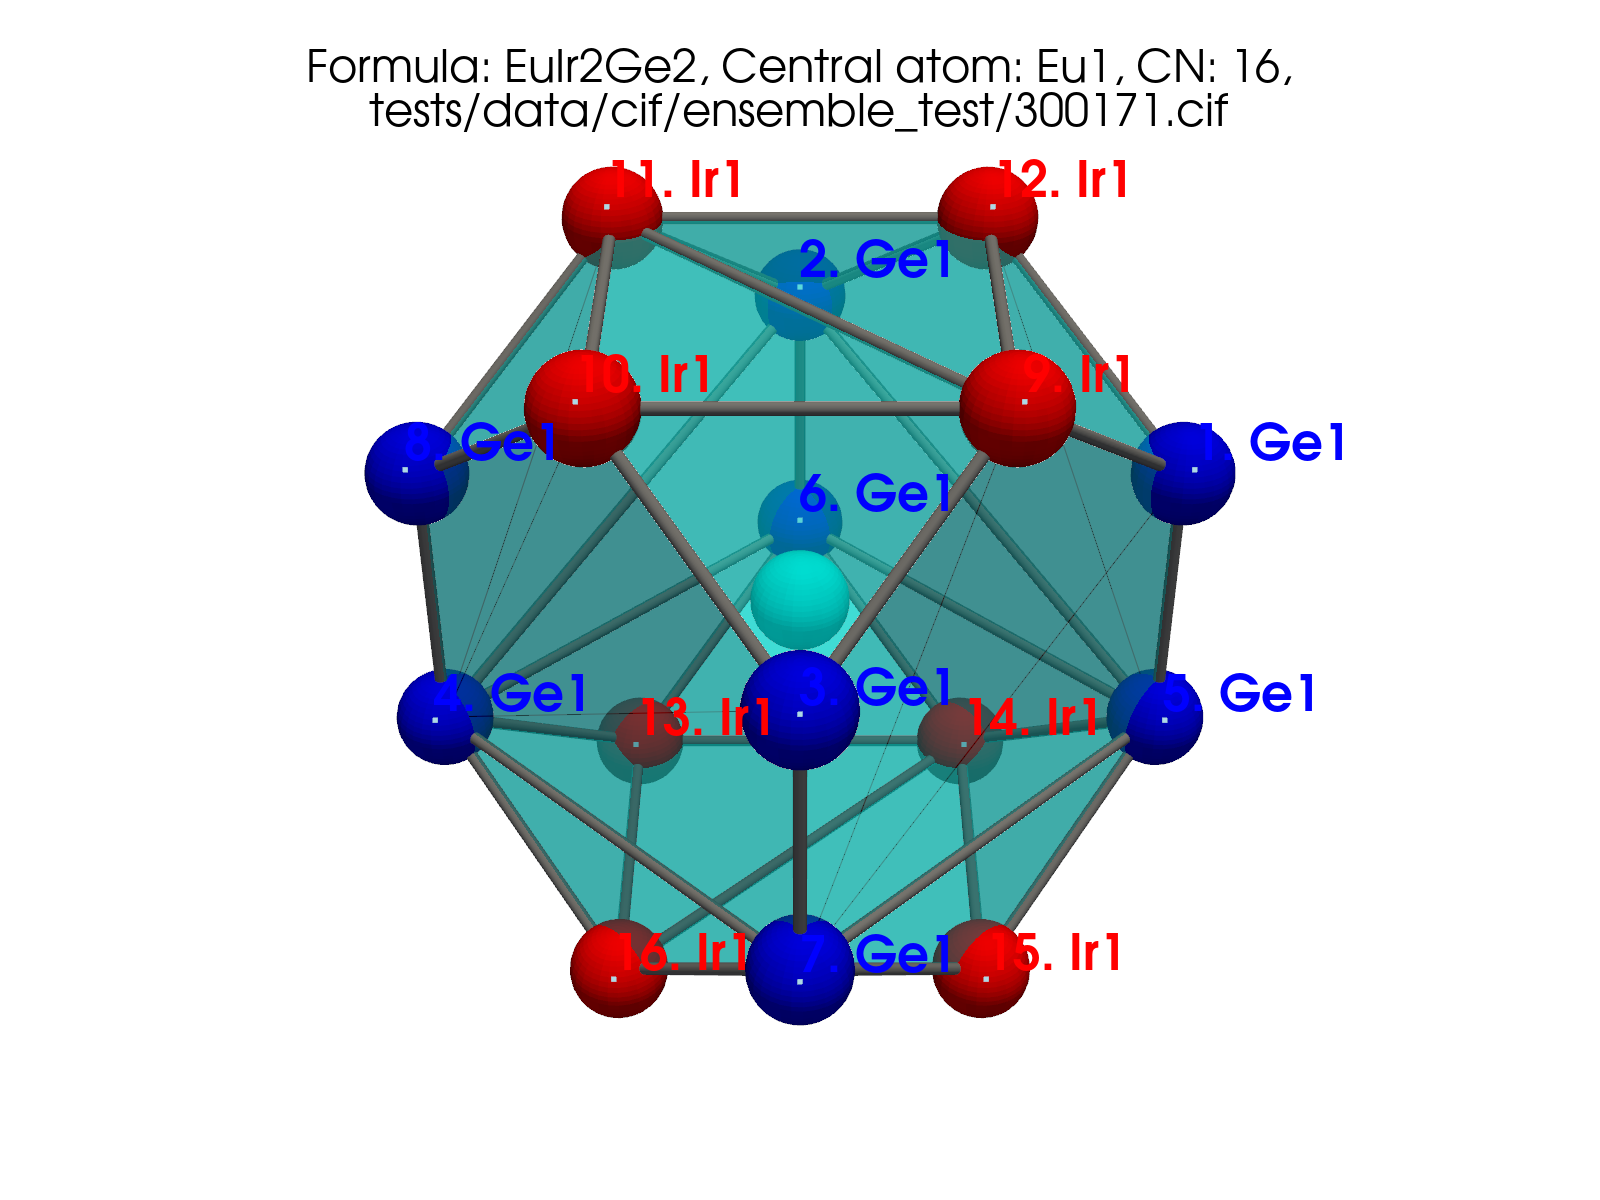 Formula: EuIr2Ge2, Central atom: Eu1, CN: 16,
tests/data/cif/ensemble_test/300171.cif
11. Ir1
12. Ir1
2. Ge1
10. Ir1
9. Ir1
8. Ge1
1. Ge1
6. Ge1
4. Ge1
3. Ge1
5. Ge1
13. Ir1
14. Ir1
16. Ir1
7. Ge1
15. Ir1